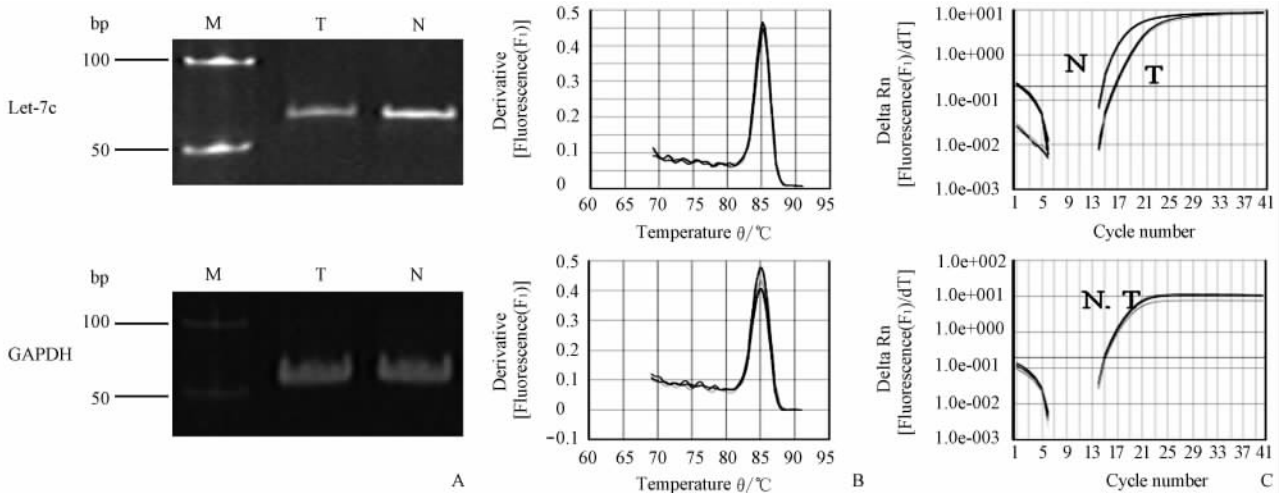 bp M T N
100
Let-7c
50
bp M T N
100
GAPDH
50
A
0.5
0.4
0.3
0.2
0.1
0
Derivative
[Fluorescence(F₁)]
60 65 70 75 80 85 90 95
Temperature θ/℃
0.5
0.4
0.3
0.2
0.1
0
-0.1
Derivative
[Fluorescence(F₁)]
60 65 70 75 80 85 90 95
Temperature θ/℃
B
1.0e+001
1.0e+000
1.0e-001
1.0e-002
1.0e-003
Delta Rn
[Fluorescence(F₁)/dT)
N
T
1 5 9 13 17 21 25 29 33 37 41
Cycle number
1.0e+002
1.0e+001
1.0e+000
1.0e-001
1.0e-002
1.0e-003
Delta Rn
[Fluorescence(F₁)/dT]
N. T
1 5 9 13 17 21 25 29 33 37 41
Cycle number
C